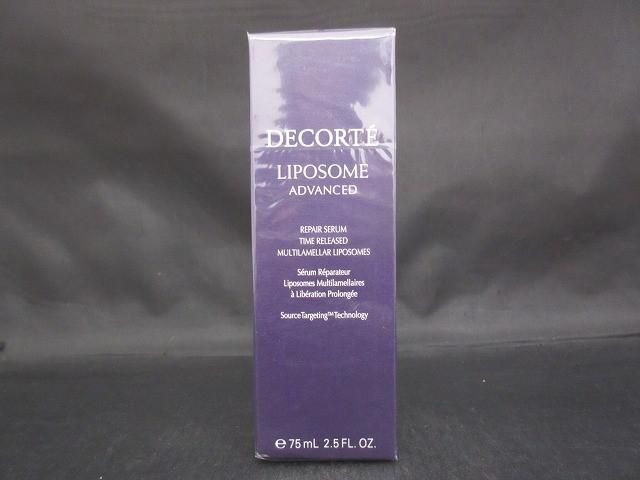 DECORTÉ
LIPOSOME
ADVANCED
REPAIR SERUM
TIME RELEASED
MULTILAMELLAR LIPOSOMES
Sérum Réparateur
Liposomes Multilamellaires
à Libération Prolongée
SourceTargeting™Technology
℮ 75 mL 2.5 FL. OZ.